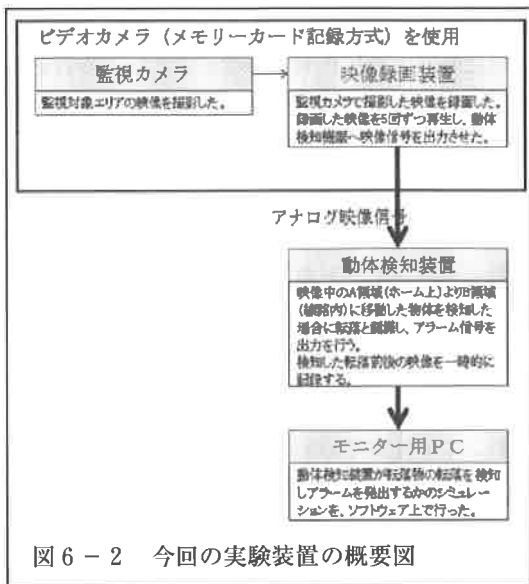 ビデオカメラ（メモリーカード記録方式）を使用
監視カメラ
監視対象エリアの映像を撮影した。
映像録画装置
監視カメラで撮影した映像を録画した。
録画した映像を5回ずつ再生し、動体
検知機器へ映像信号を出力させた。
アナログ映像信号
動体検知装置
映像中のA領域(ホーム上)よりB領域
(線路内)に移動した物体を検知した
場合に転落と認識し、アラーム信号を
出力を行う。
検知した転落前後の映像を一時的に
記録する。
モニター用ＰＣ
動体検知装置が転落物の転落を検知
しアラームを発出するかのシミュレー
ションを、ソフトウェア上で行った。
図６－２　今回の実験装置の概要図